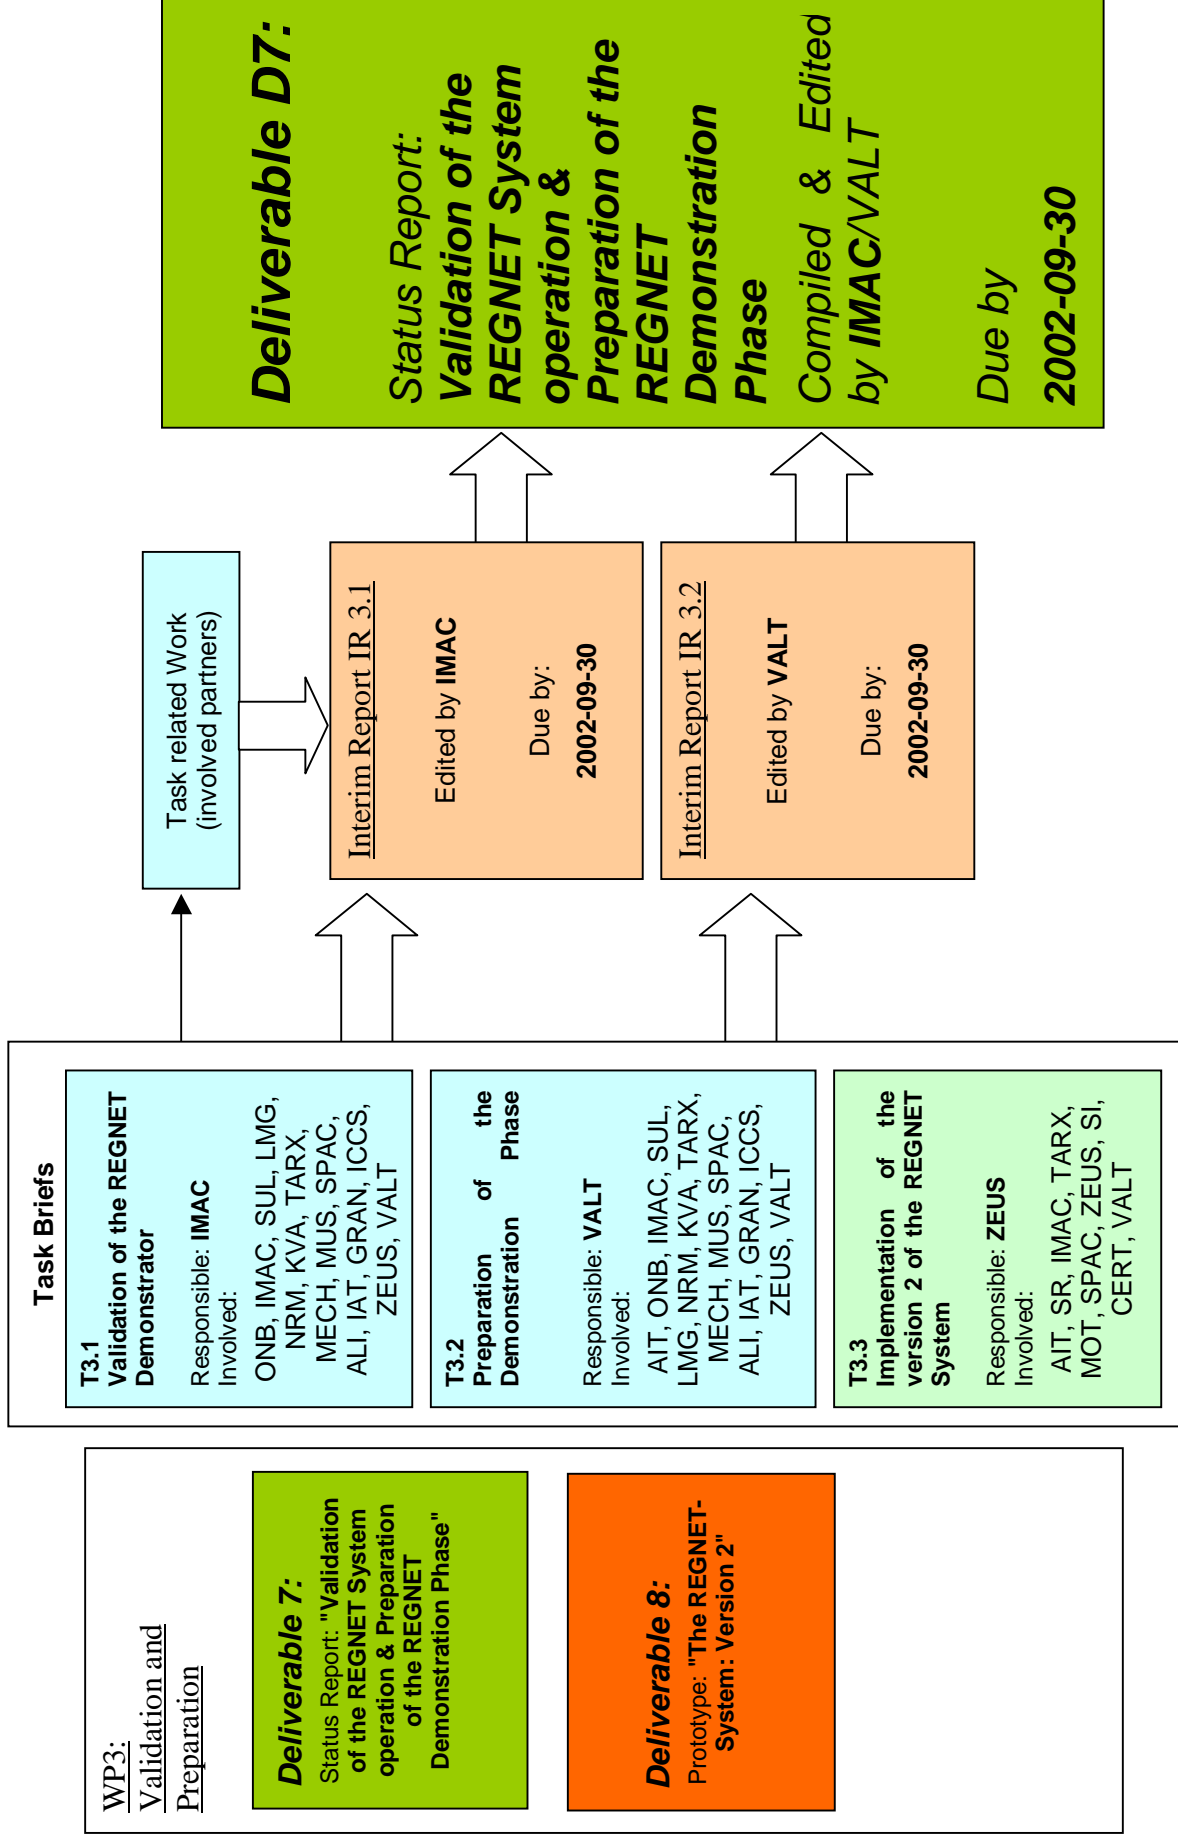 WP3:
Validation and
Preparation
Deliverable 7:
Status Report: "Validation
of the REGNET System
operation & Preparation
of the REGNET
Demonstration Phase"
Deliverable 8:
Prototype: "The REGNET-
System: Version 2"
Task Briefs
T3.1
Validation of the REGNET
Demonstrator
Responsible: IMAC
Involved:
ONB, IMAC, SUL, LMG,
NRM, KVA, TARX,
MECH, MUS, SPAC,
ALI, IAT, GRAN, ICCS,
ZEUS, VALT
T3.2
Preparation of the
Demonstration Phase
Responsible: VALT
Involved:
AIT, ONB, IMAC, SUL,
LMG, NRM, KVA, TARX,
MECH, MUS, SPAC,
ALI, IAT, GRAN, ICCS,
ZEUS, VALT
T3.3
Implementation of the
version 2 of the REGNET
System
Responsible: ZEUS
Involved:
AIT, SR, IMAC, TARX,
MOT, SPAC, ZEUS, SI,
CERT, VALT
Task related Work
(involved partners)
Interim Report IR 3.1
Edited by IMAC
Due by:
2002-09-30
Interim Report IR 3.2
Edited by VALT
Due by:
2002-09-30
Deliverable D7:
Status Report:
Validation of the
REGNET System
operation &
Preparation of the
REGNET
Demonstration
Phase
Compiled & Edited
by IMAC/VALT
Due by
2002-09-30